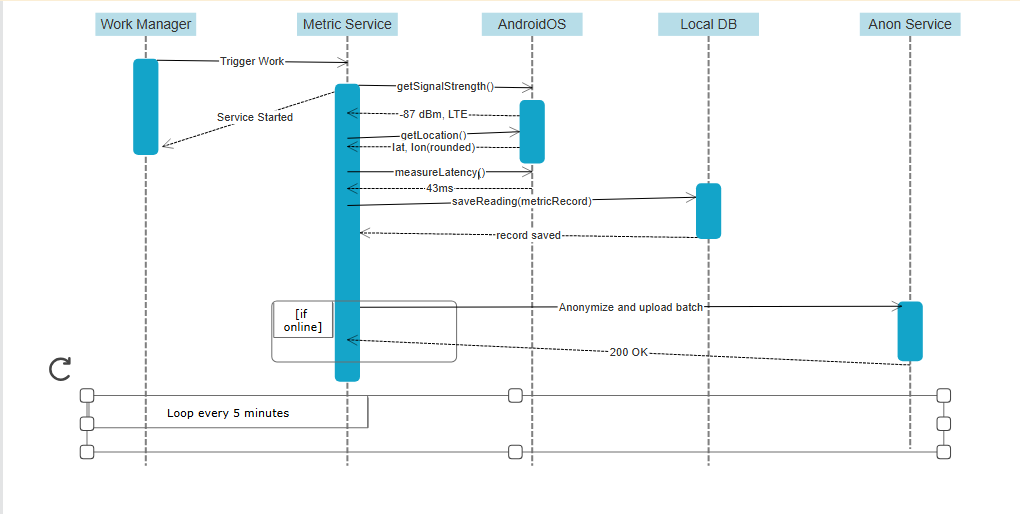 Work Manager
Metric Service
AndroidOS
Local DB
Anon Service
Trigger Work
getSignalStrength()
Service Started
-87 dBm, LTE
getLocation()
lat, lon(rounded)
measureLatency()
43ms
saveReading(metricRecord)
record saved
[if
online]
Anonymize and upload batch
200 OK
Loop every 5 minutes